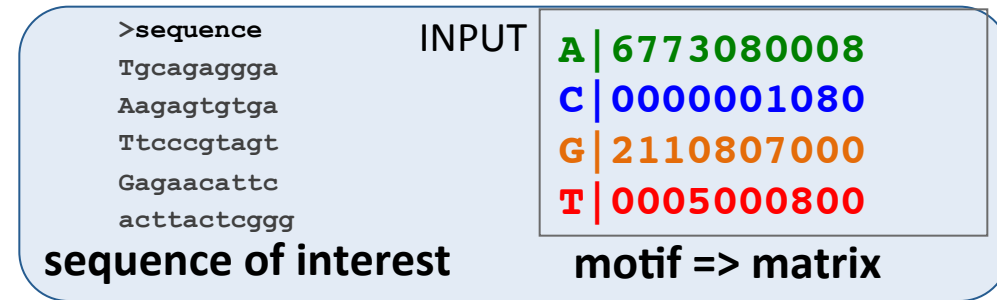 >sequence
Tgcagaggga
Aagagtgtga
Ttcccgtagt
Gagaacattc
acttactcggg
sequence of interest
INPUT
A|6773080008
C|0000001080
G|2110807000
T|0005000800
motif => matrix